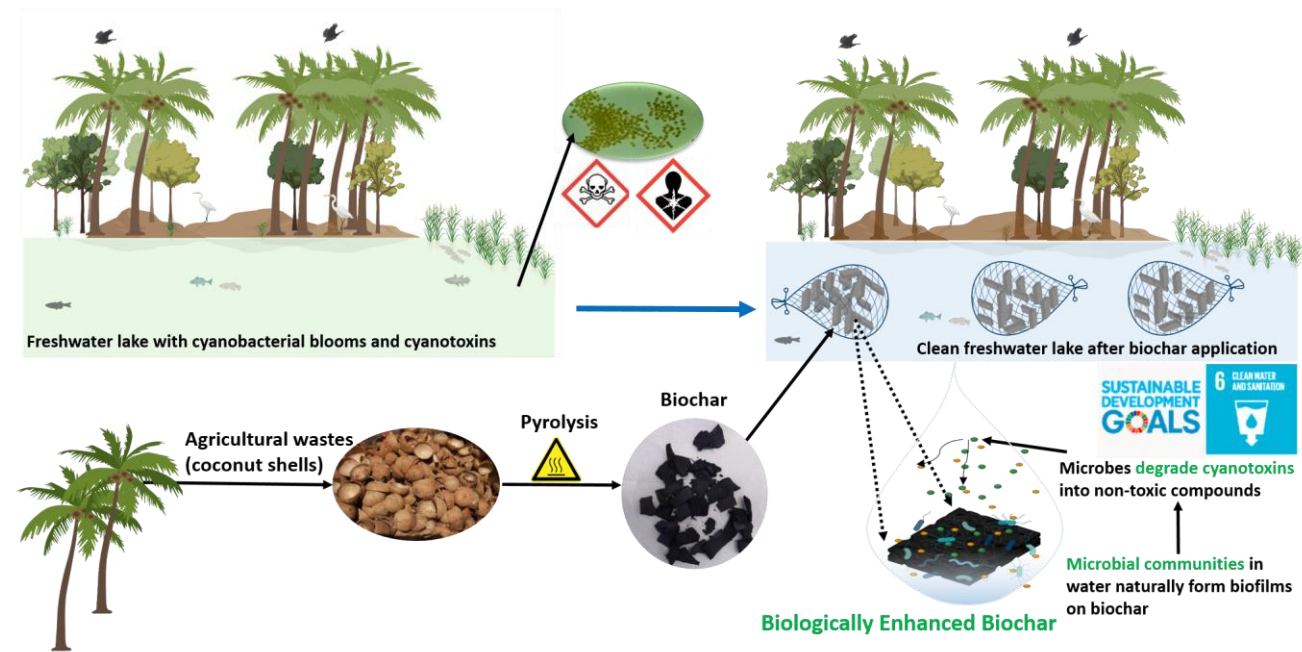 Freshwater lake with cyanobacterial blooms and cyanotoxins
Clean freshwater lake after biochar application
Agricultural wastes
(coconut shells)
Pyrolysis
Biochar
SUSTAINABLE
DEVELOPMENT
GOALS
6 CLEAN WATER
AND SANITATION
Microbes degrade cyanotoxins
into non-toxic compounds
Microbial communities in
water naturally form biofilms
on biochar
Biologically Enhanced Biochar